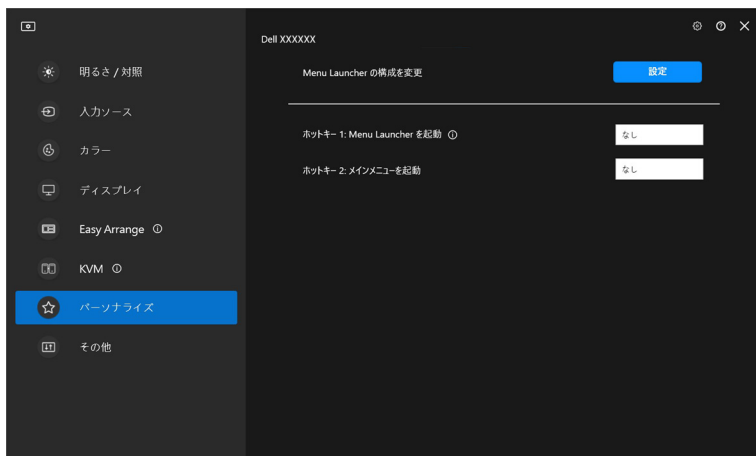 Dell XXXXXX
明るさ / 対照
入力ソース
カラー
ディスプレイ
Easy Arrange
KVM
パーソナライズ
その他
Menu Launcher の構成を変更
設定
ホットキー 1: Menu Launcher を起動
なし
ホットキー 2: メインメニューを起動
なし